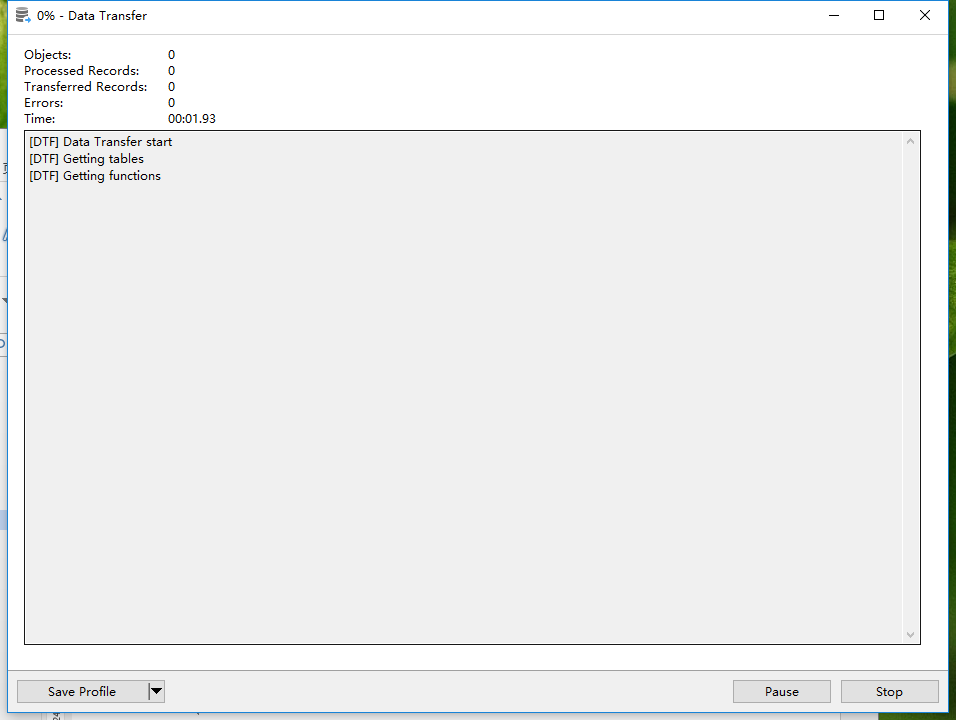 0% - Data Transfer
Objects: 0
Processed Records: 0
Transferred Records: 0
Errors: 0
Time: 00:01.93
[DTF] Data Transfer start
[DTF] Getting tables
[DTF] Getting functions
Save Profile
Pause
Stop